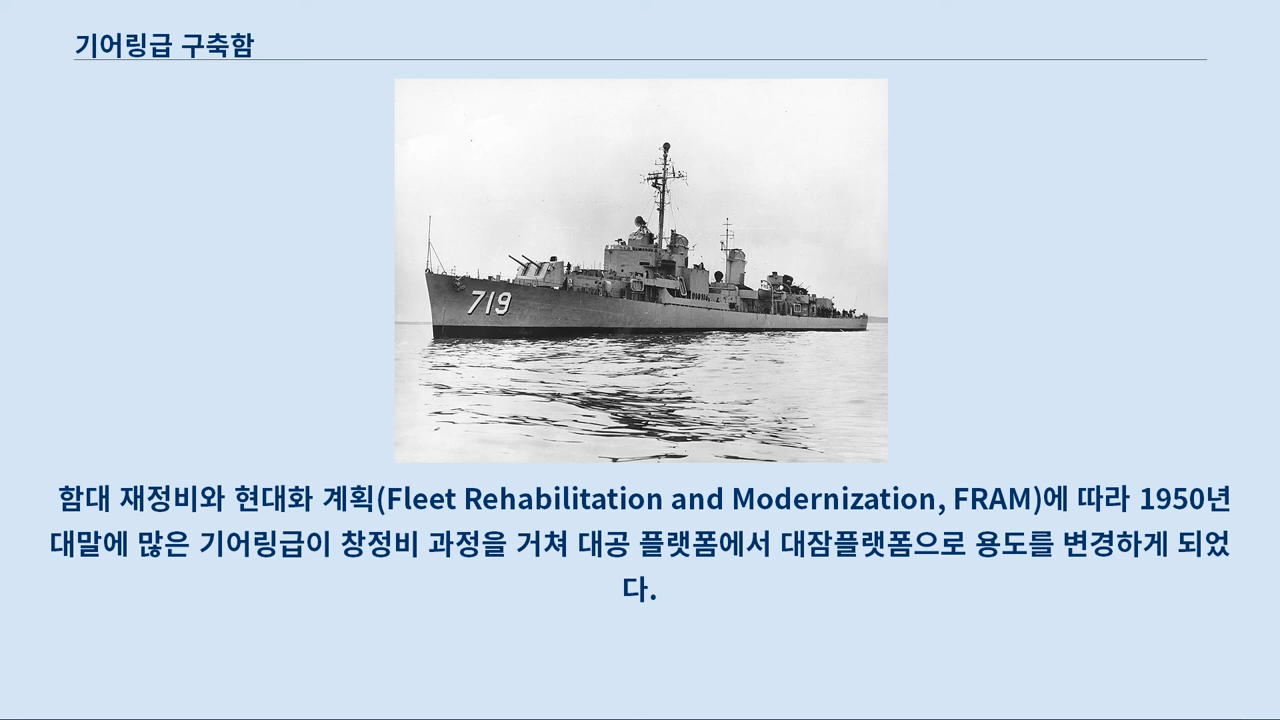 기어링급 구축함
719
함대 재정비와 현대화 계획(Fleet Rehabilitation and Modernization, FRAM)에 따라 1950년
대말에 많은 기어링급이 창정비 과정을 거쳐 대공 플랫폼에서 대잠플랫폼으로 용도를 변경하게 되었
다.